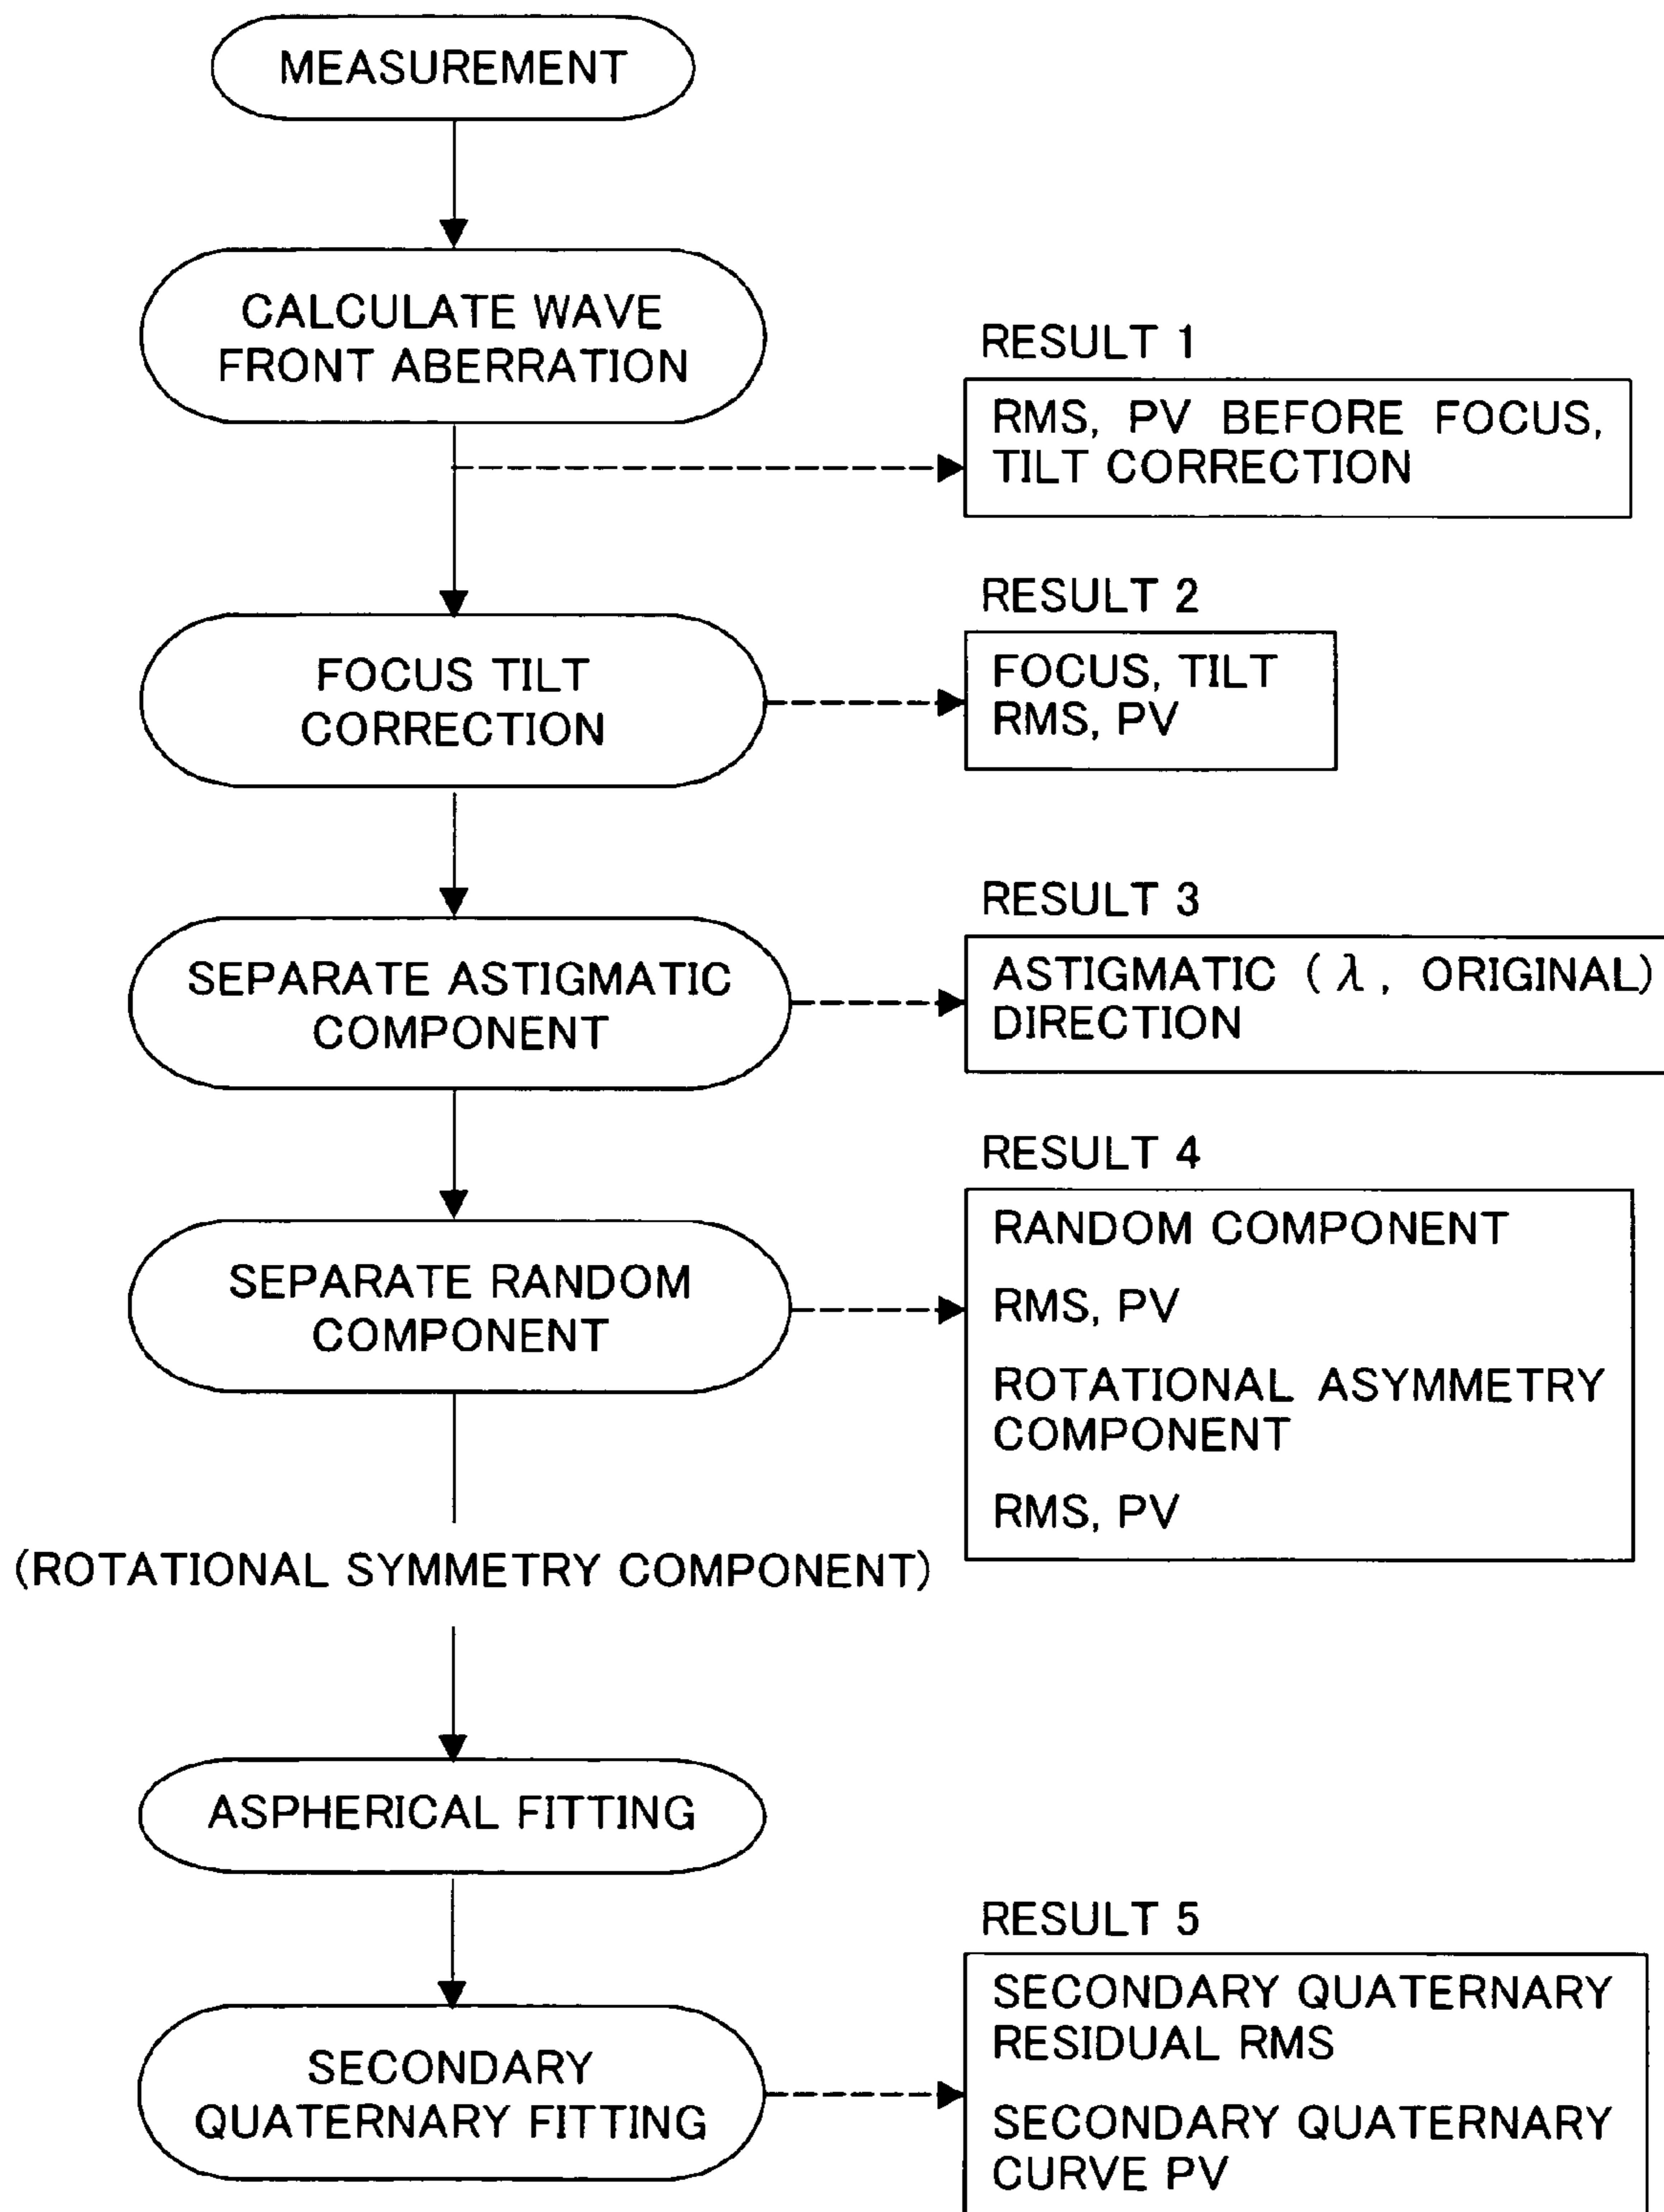 MEASUREMENT
CALCULATE WAVE
FRONT ABERRATION
RESULT 1
RMS, PV BEFORE FOCUS,
TILT CORRECTION
FOCUS TILT
CORRECTION
RESULT 2
FOCUS, TILT
RMS, PV
SEPARATE ASTIGMATIC
COMPONENT
RESULT 3
ASTIGMATIC (λ, ORIGINAL)
DIRECTION
SEPARATE RANDOM
COMPONENT
RESULT 4
RANDOM COMPONENT
RMS, PV
ROTATIONAL ASYMMETRY
COMPONENT
RMS, PV
(ROTATIONAL SYMMETRY COMPONENT)
ASPHERICAL FITTING
SECONDARY
QUATERNARY FITTING
RESULT 5
SECONDARY QUATERNARY
RESIDUAL RMS
SECONDARY QUATERNARY
CURVE PV